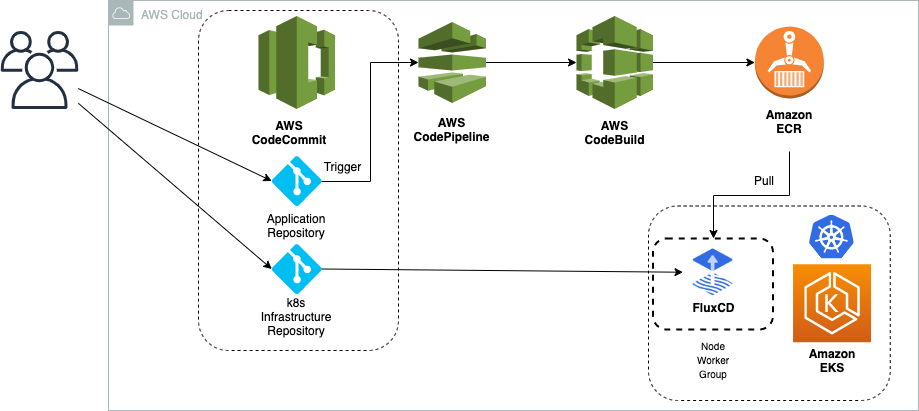 AWS Cloud
AWS
CodeCommit
AWS
CodePipeline
AWS
CodeBuild
Amazon
ECR
Trigger
Application
Repository
Pull
k8s
Infrastructure
Repository
FluxCD
Node
Worker
Group
K
Amazon
EKS